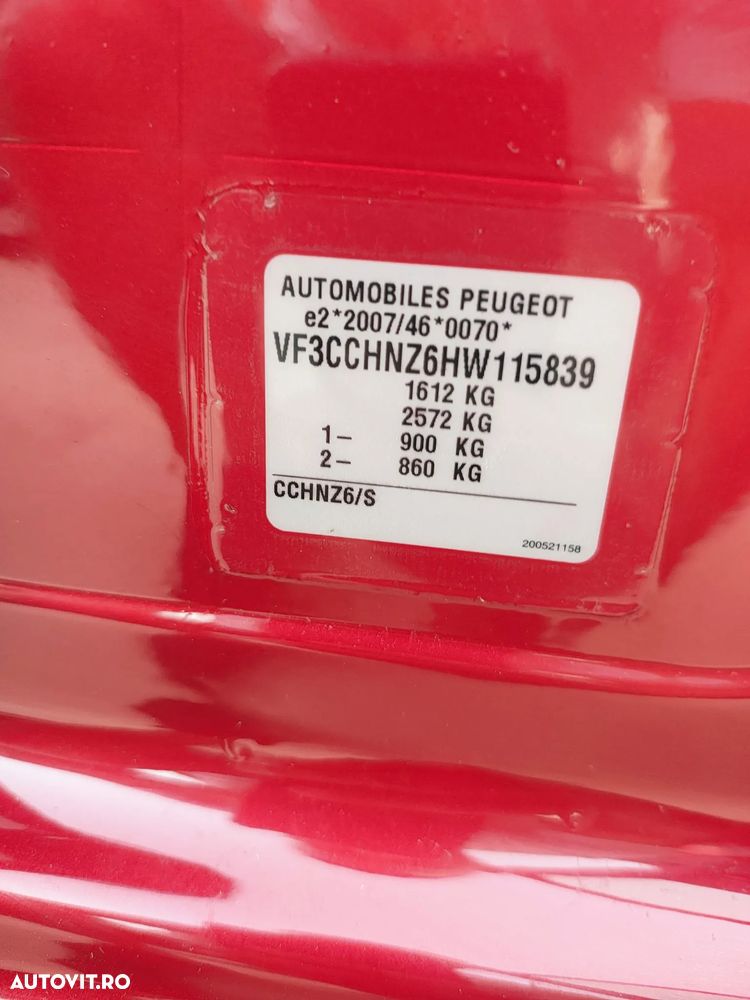 AUTOMOBILES PEUGEOT
e2*2007/46*0070*
VF3CCHNZ6HW115839
1612 KG
2572 KG
1- 900 KG
2- 860 KG
CCHNZ6/S
200521158
AUTOVIT.RO